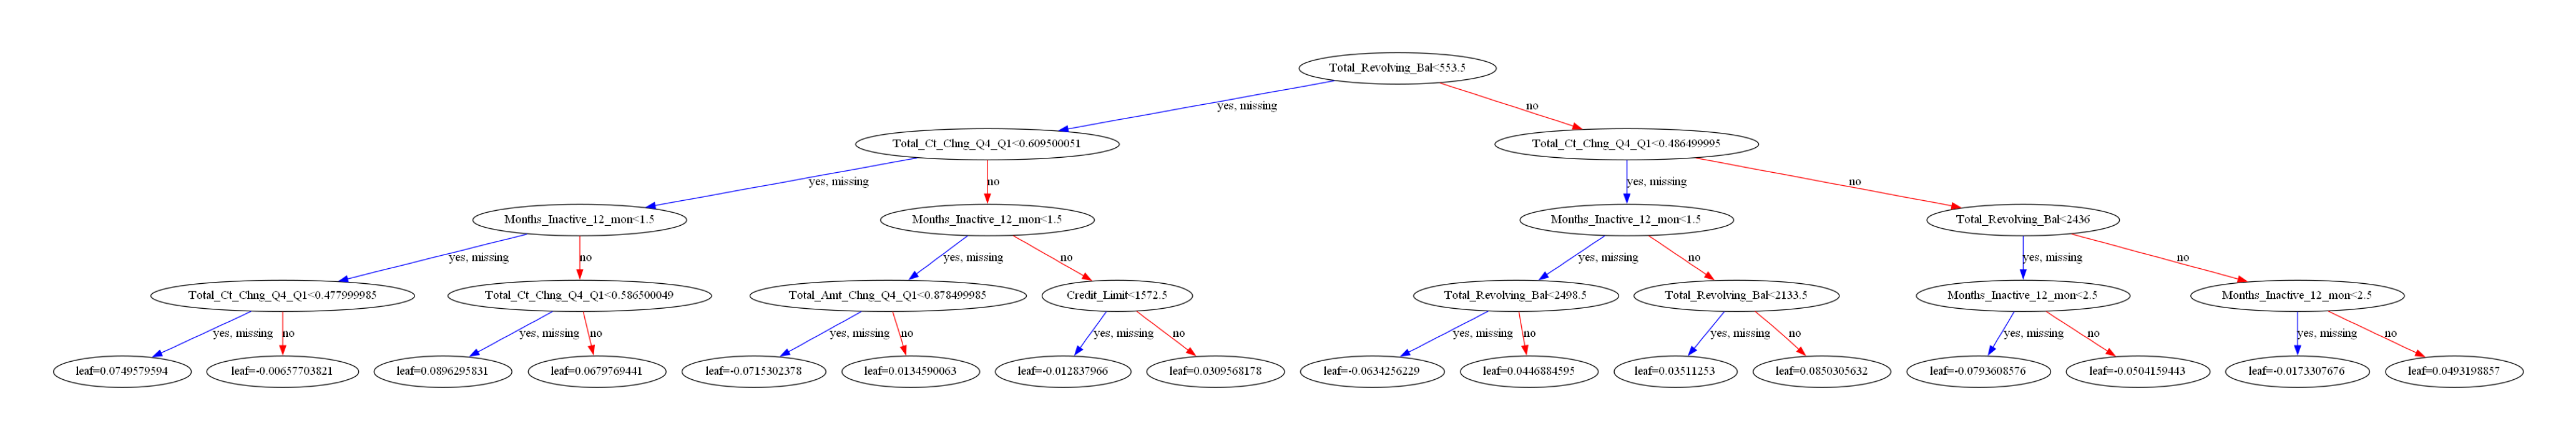 Total_Revolving_Bal<553.5
yes, missing
no
Total_Ct_Chng_Q4_Q1<0.609500051
Total_Ct_Chng_Q4_Q1<0.486499995
yes, missing
no
yes, missing
no
Months_Inactive_12_mon<1.5
Months_Inactive_12_mon<1.5
Months_Inactive_12_mon<1.5
Total_Revolving_Bal<2436
yes, missing
no
yes, missing
no
yes, missing
no
yes, missing
no
Total_Ct_Chng_Q4_Q1<0.477999985
Total_Ct_Chng_Q4_Q1<0.586500049
Total_Amt_Chng_Q4_Q1<0.878499985
Credit_Limit<1572.5
Total_Revolving_Bal<2498.5
Total_Revolving_Bal<2133.5
Months_Inactive_12_mon<2.5
Months_Inactive_12_mon<2.5
yes, missing
no
yes, missing
no
yes, missing
no
yes, missing
no
yes, missing
no
yes, missing
no
yes, missing
no
yes, missing
no
leaf=0.0749579594
leaf=-0.00657703821
leaf=0.0896295831
leaf=0.0679769441
leaf=-0.0715302378
leaf=0.0134590063
leaf=-0.012837966
leaf=0.0309568178
leaf=-0.0634256229
leaf=0.0446884595
leaf=0.03511253
leaf=0.0850305632
leaf=-0.0793608576
leaf=-0.0504159443
leaf=-0.0173307676
leaf=0.0493198857